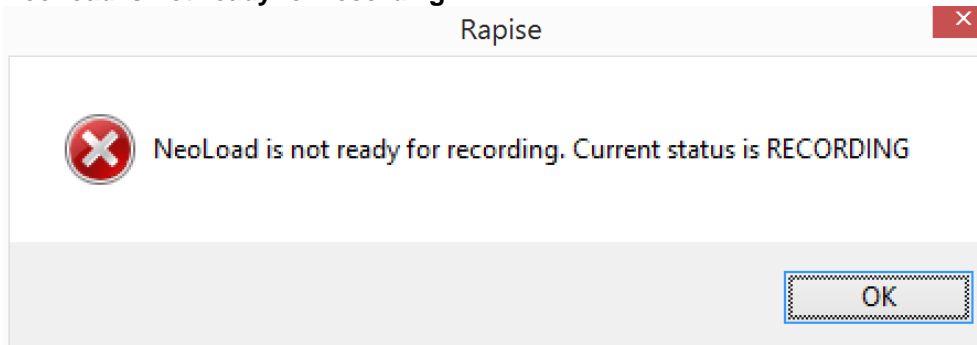 Rapise
NeoLoad is not ready for recording. Current status is RECORDING
OK